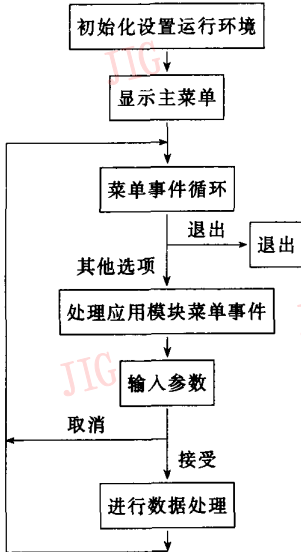 初始化设置运行环境
JIG
显示主菜单
菜单事件循环
退出
退出
其他选项
处理应用模块菜单事件
JIG
输入参数
取消
接受
进行数据处理